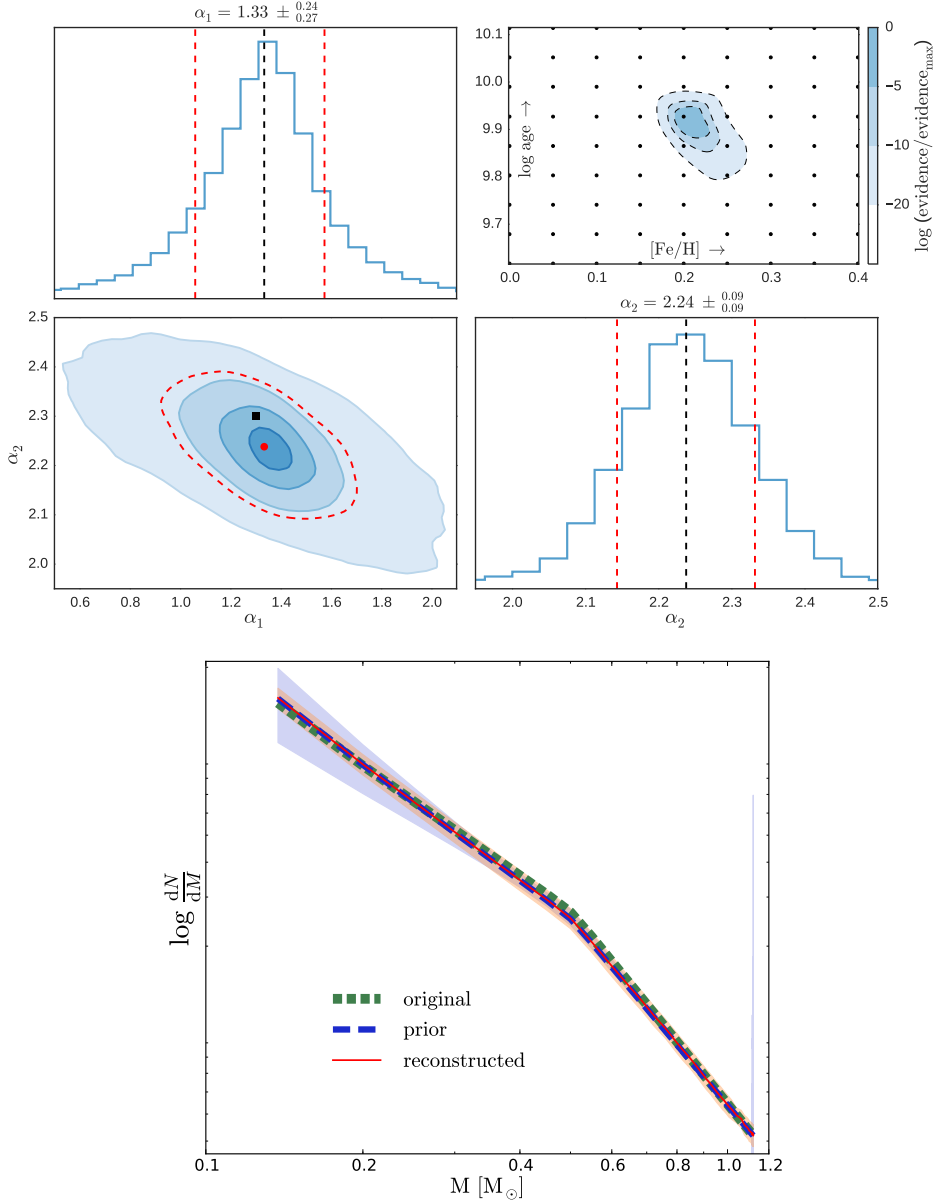 α₁ = 1.33 ± 0.24 0.27
10.1
10.0
9.9
9.8
9.7
log age →
[Fe/H] →
0.0 0.1 0.2 0.3 0.4
0
−5
−10
−20
log (evidence/evidence_max)
α₂ = 2.24 ± 0.09 0.09
2.5
2.4
2.3
2.2
2.1
2.0
α₂
0.6 0.8 1.0 1.2 1.4 1.6 1.8 2.0
α₁
2.0 2.1 2.2 2.3 2.4 2.5
α₂
log dN/dM
original
prior
reconstructed
0.1 0.2 0.4 0.6 0.8 1.0 1.2
M [M⊙]